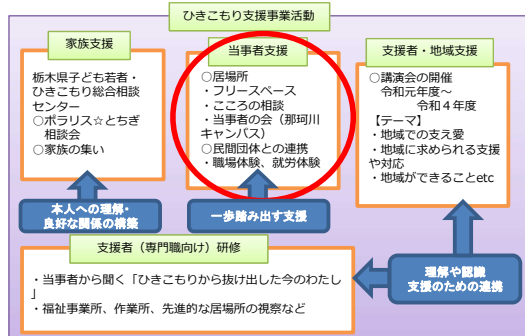 ひきこもり支援事業活動
家族支援
栃木県子ども若者・
ひきこもり総合相談
センター
・ポラリス☆とちぎ
相談会
○家族の集い
本人への理解・
良好な関係の構築
当事者支援
○居場所
・フリースペース
・こころの相談
・当事者の会（那珂川
キャンパス）
○民間団体との連携
・職場体験、就労体験
一歩踏み出す支援
支援者・地域支援
○講演会の開催
令和元年度～
令和４年度
【テーマ】
・地域での支え愛
・地域に求められる支援
や対応
・地域ができることetc
支援者（専門職向け）研修
・当事者から聞く「ひきこもりから抜け出した今のわたし
」
・福祉事業所、作業所、先進的な居場所の視察など
理解や認識
支援のための連携